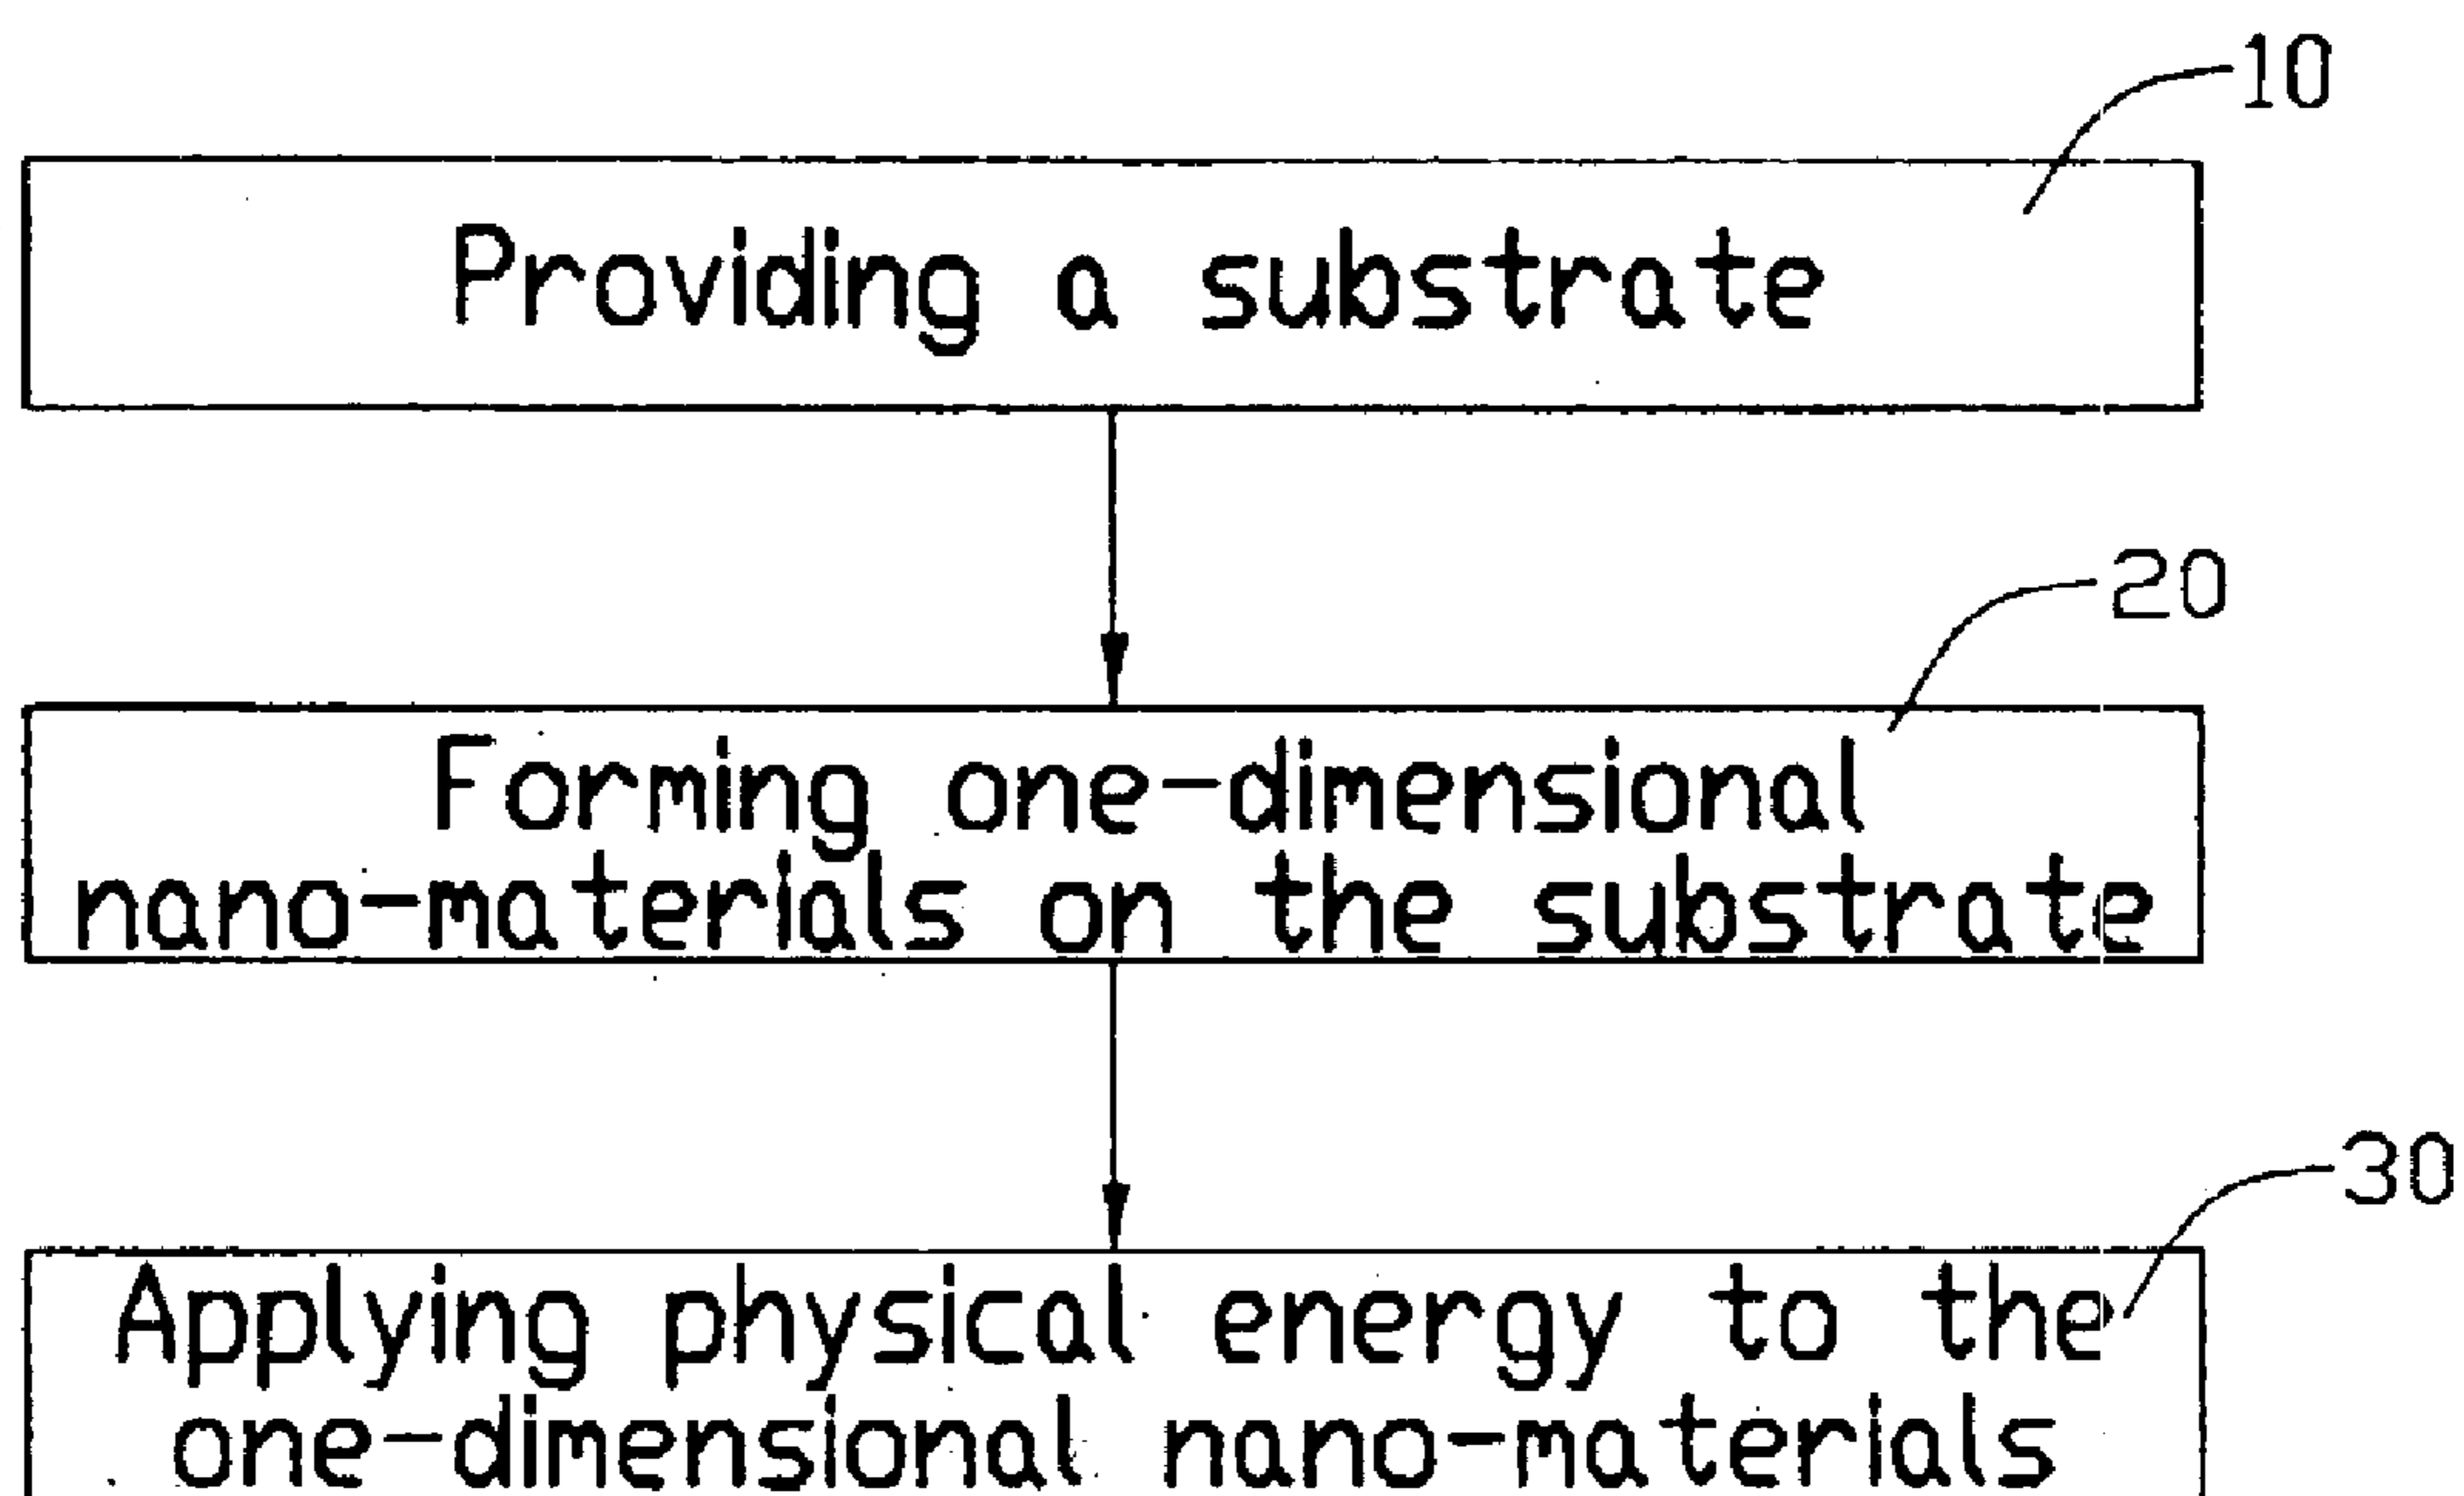 10
Providing a substrate
20
Forming one-dimensional
nano-materials on the substrate
30
Applying physical energy to the
one-dimensional nano-materials